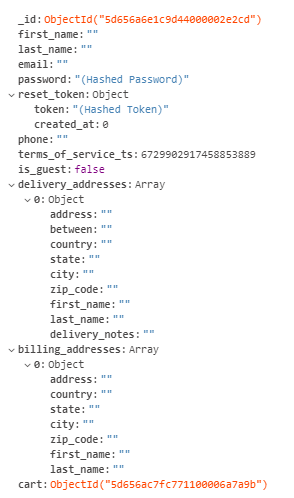 _id: ObjectId("5d656a6e1c9d44000002e2cd")
first_name: ""
last_name: ""
email: ""
password: "(Hashed Password)"
reset_token: Object
token: "(Hashed Token)"
created_at: 0
phone: ""
terms_of_service_ts: 6729902917458853889
is_guest: false
delivery_addresses: Array
0: Object
address: ""
between: ""
country: ""
state: ""
city: ""
zip_code: ""
first_name: ""
last_name: ""
delivery_notes: ""
billing_addresses: Array
0: Object
address: ""
country: ""
state: ""
city: ""
zip_code: ""
first_name: ""
last_name: ""
cart: ObjectId("5d656ac7fc771100006a7a9b")